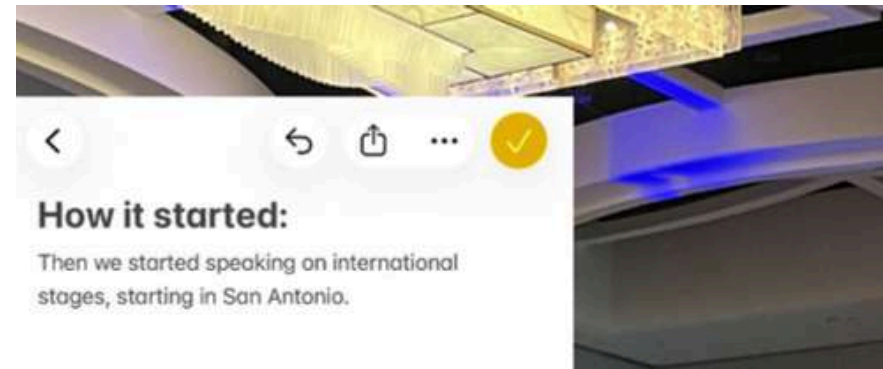 How it started:
Then we started speaking on international
stages, starting in San Antonio.